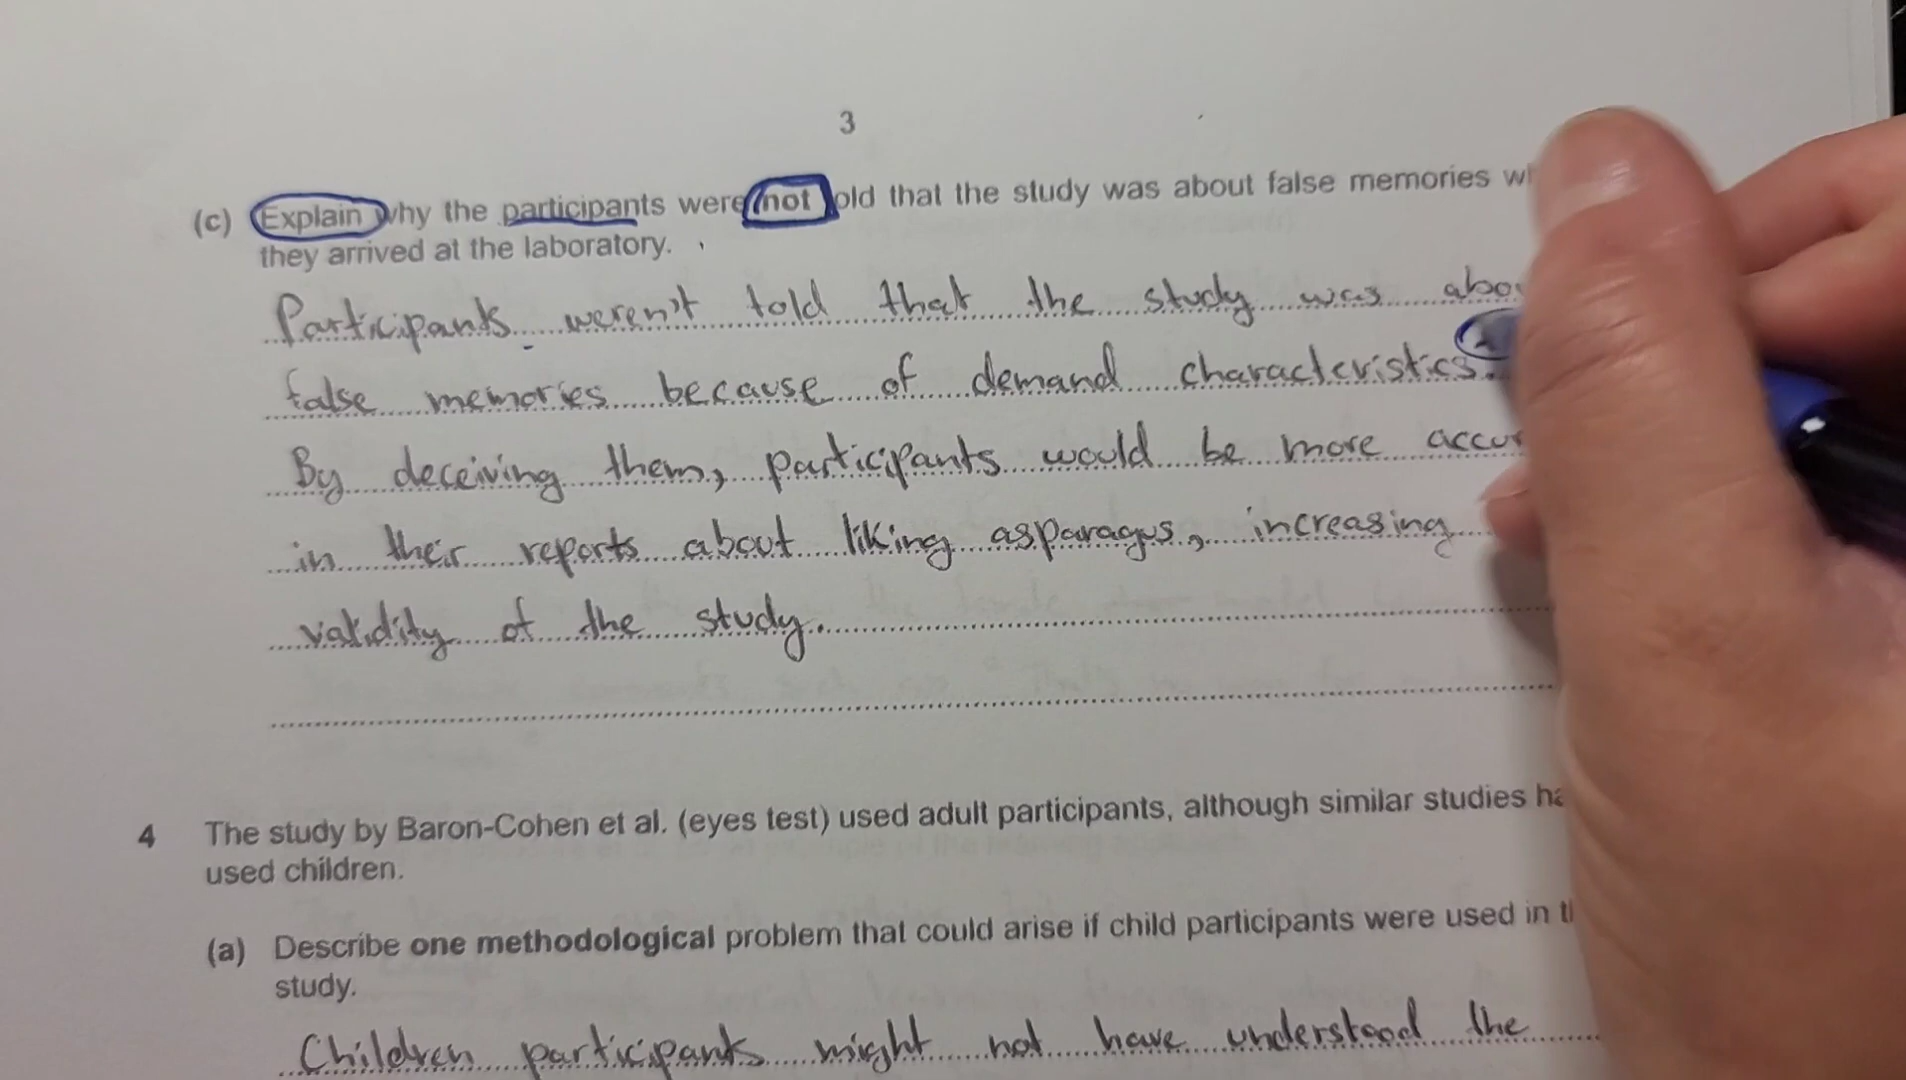 3
(c) Explain why the participants were not told that the study was about false memories
they arrived at the laboratory.
Participants weren't told that the study was
false memories because of demand characteristics.
By deceiving them, participants would be more
in their reports about liking asparagus, increasing
validity of the study.
4 The study by Baron-Cohen et al. (eyes test) used adult participants, although similar studies
used children.
(a) Describe one methodological problem that could arise if child participants were used in
study.
Children participants might not have understood the